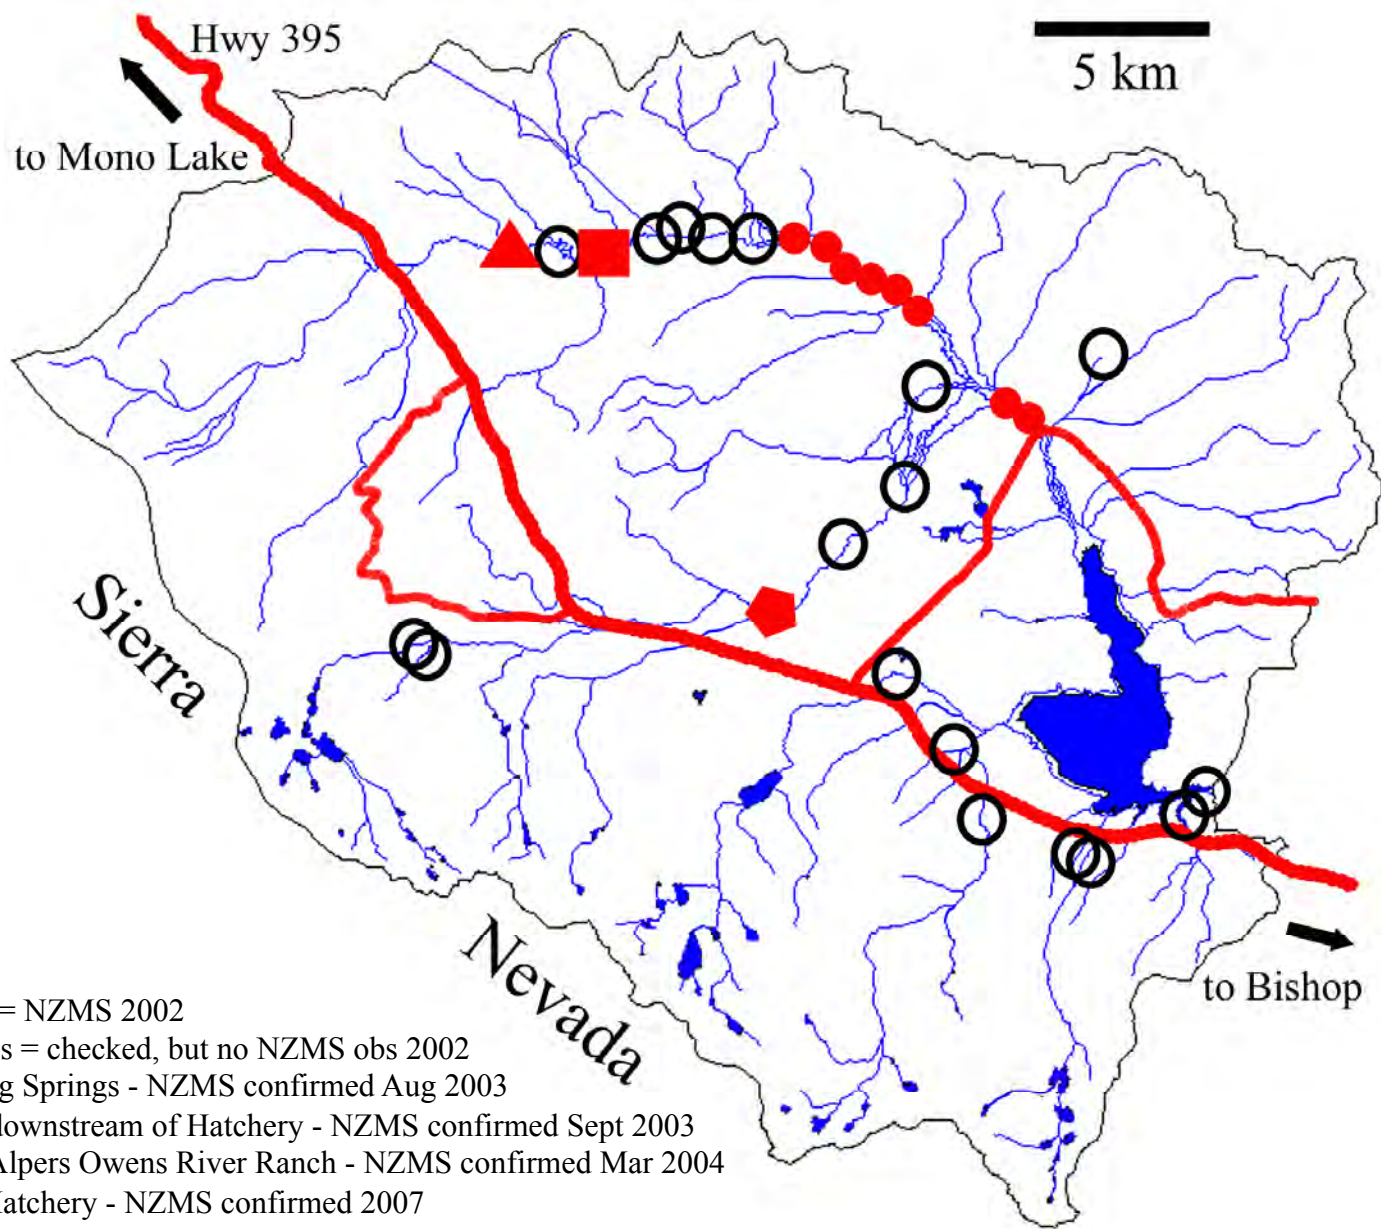 Hwy 395
5 km
to Mono Lake
Sierra
Nevada
to Bishop
= NZMS 2002
s = checked, but no NZMS obs 2002
g Springs - NZMS confirmed Aug 2003
downstream of Hatchery - NZMS confirmed Sept 2003
Alpers Owens River Ranch - NZMS confirmed Mar 2004
Hatchery - NZMS confirmed 2007